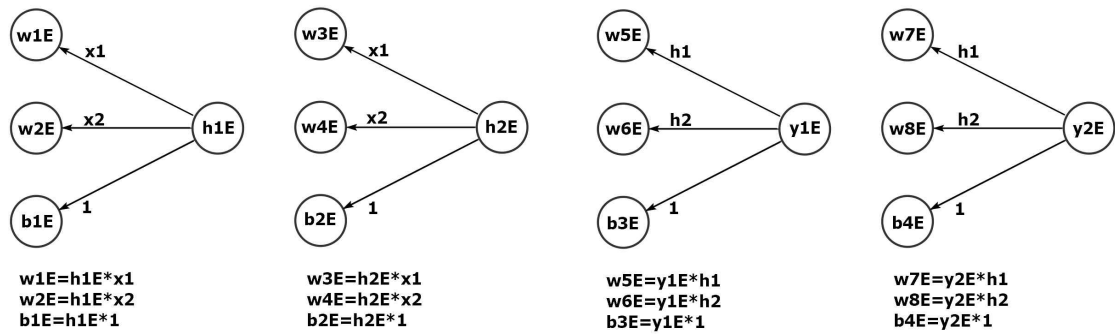 w1E
x1
w2E
x2
h1E
b1E
1
w1E=h1E*x1
w2E=h1E*x2
b1E=h1E*1
w3E
x1
w4E
x2
h2E
b2E
1
w3E=h2E*x1
w4E=h2E*x2
b2E=h2E*1
w5E
h1
w6E
h2
y1E
b3E
1
w5E=y1E*h1
w6E=y1E*h2
b3E=y1E*1
w7E
h1
w8E
h2
y2E
b4E
1
w7E=y2E*h1
w8E=y2E*h2
b4E=y2E*1